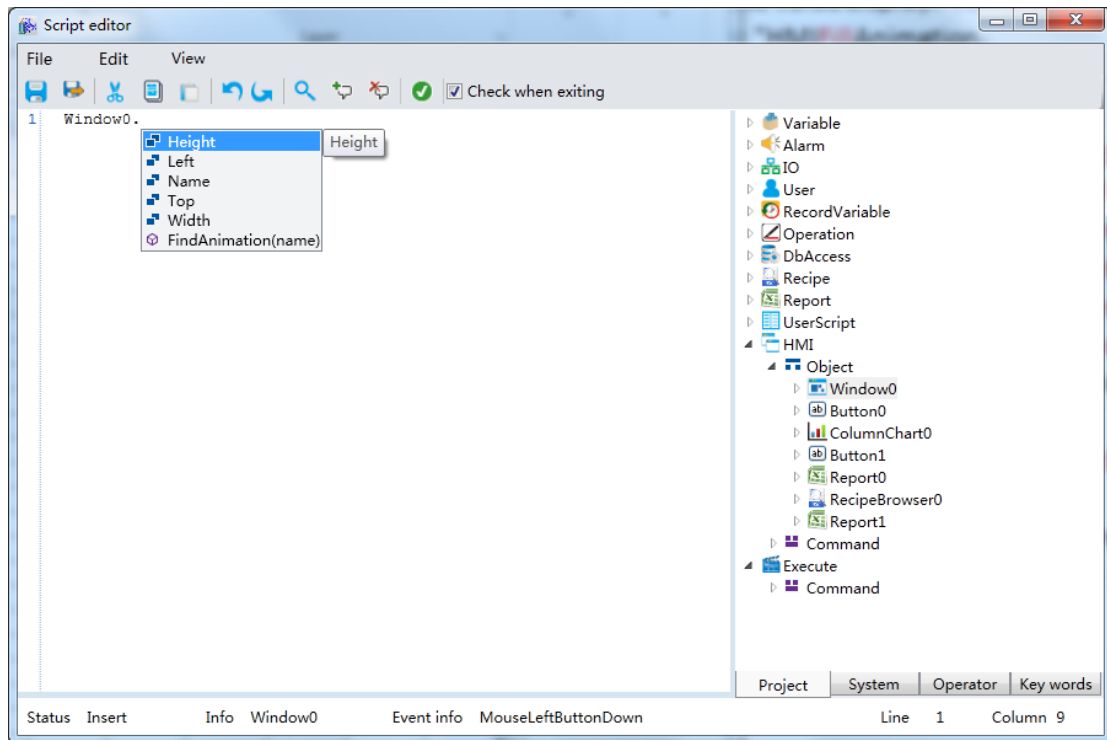 Script editor
File Edit View
Check when exiting
1 Window0.
Height Height
Left
Name
Top
Width
FindAnimation(name)
Variable
Alarm
IO
User
RecordVariable
Operation
DbAccess
Recipe
Report
UserScript
HMI
Object
Window0
Button0
ColumnChart0
Button1
Report0
RecipeBrowser0
Report1
Command
Execute
Command
Project System Operator Key words
Status Insert Info Window0 Event info MouseLeftButtonDown Line 1 Column 9